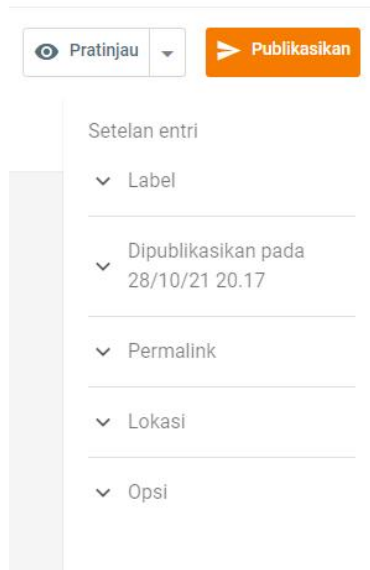 Pratinjau
Publikasikan
Setelan entri
Label
Dipublikasikan pada
28/10/21 20.17
Permalink
Lokasi
Opsi